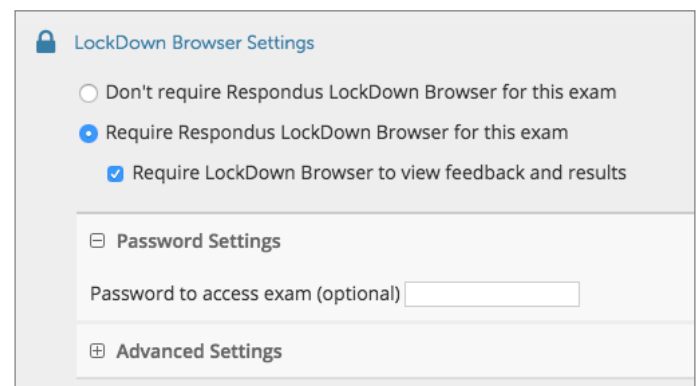 LockDown Browser Settings
Don't require Respondus LockDown Browser for this exam
Require Respondus LockDown Browser for this exam
Require LockDown Browser to view feedback and results
Password Settings
Password to access exam (optional)
Advanced Settings